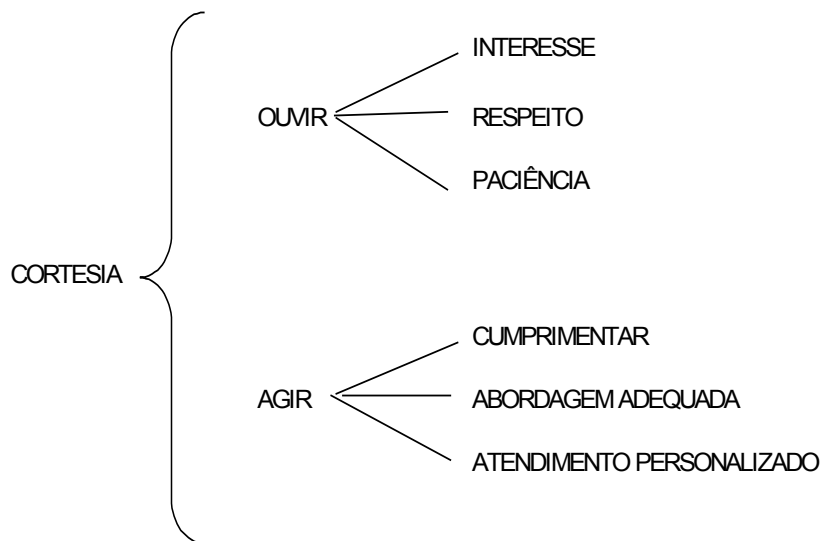 INTERESSE
OUVIR
RESPEITO
PACIÊNCIA
CORTESIA
CUMPRIMENTAR
AGIR
ABORDAGEM ADEQUADA
ATENDIMENTO PERSONALIZADO